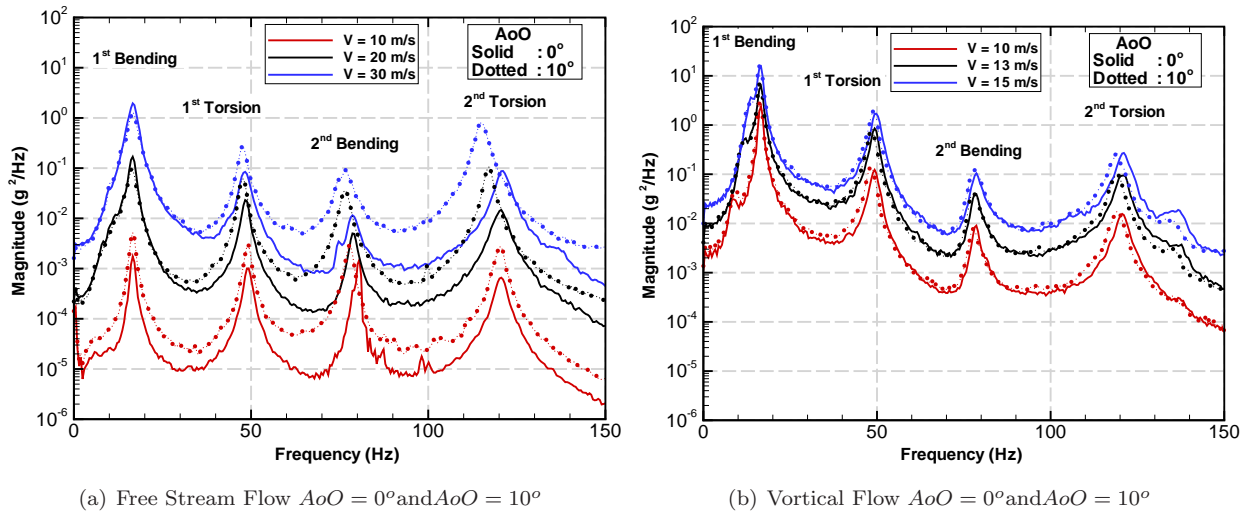 V = 10 m/s
V = 20 m/s
V = 30 m/s
AoO
Solid : 0°
Dotted : 10°
1st Bending
1st Torsion
2nd Bending
2nd Torsion
10^2
10^1
10^0
10^-1
10^-2
10^-3
10^-4
10^-5
10^-6
Magnitude (g^2/Hz)
0 50 100 150
Frequency (Hz)
(a) Free Stream Flow AoO = 0°andAoO = 10°
V = 10 m/s
V = 13 m/s
V = 15 m/s
AoO
Solid : 0°
Dotted : 10°
1st Bending
1st Torsion
2nd Bending
2nd Torsion
10^2
10^1
10^0
10^-1
10^-2
10^-3
10^-4
10^-5
10^-6
Magnitude (g^2/Hz)
0 50 100 150
Frequency (Hz)
(b) Vortical Flow AoO = 0°andAoO = 10°